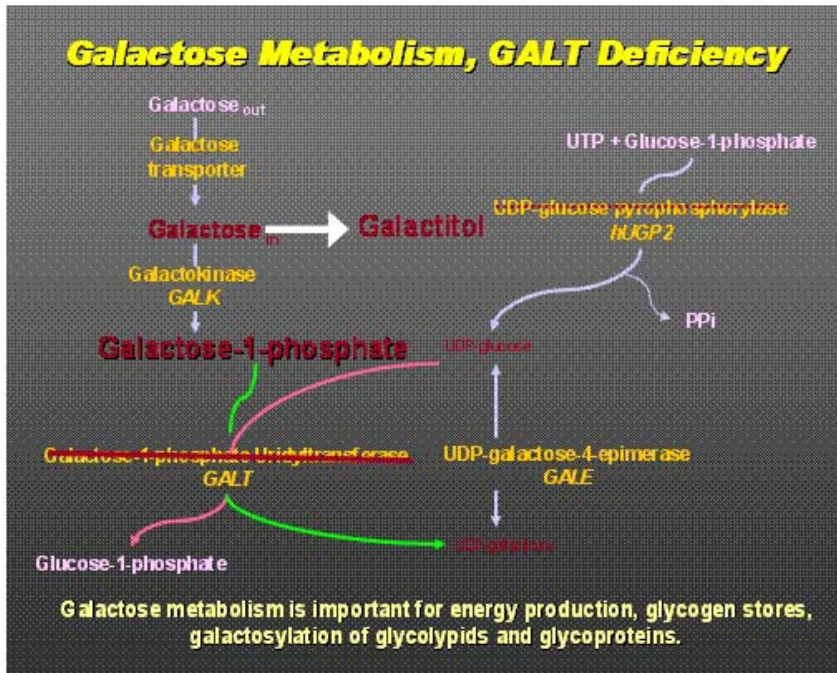 Galactose Metabolism, GALT Deficiency
Galactose out
Galactose
transporter
UTP + Glucose-1-phosphate
Galactose in
Galactitol
UDP-glucose pyrophosphorylase
hUGP2
Galactokinase
GALK
PPi
Galactose-1-phosphate
UDP-glucose
Galactose-1-phosphate Uridyltransferase
GALT
UDP-galactose-4-epimerase
GALE
UDP-galactose
Glucose-1-phosphate
Galactose metabolism is important for energy production, glycogen stores,
galactosylation of glycolypids and glycoproteins.